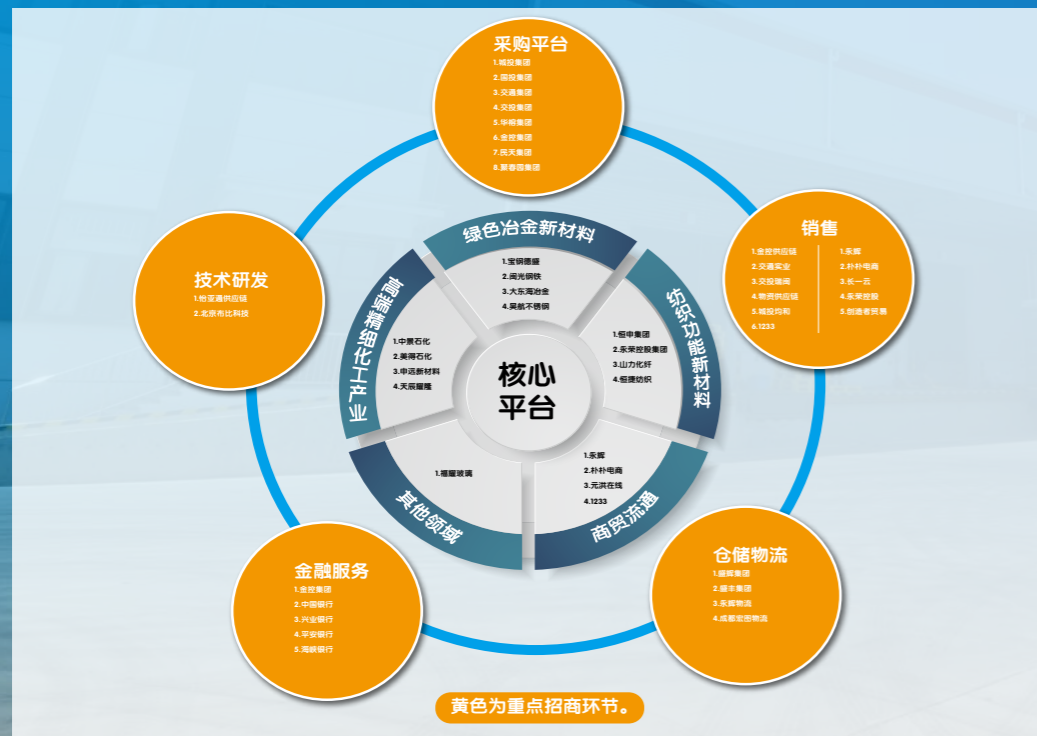 采购平台
1.城投集团
2.国投集团
3.交通集团
4.交投集团
5.华榕集团
6.金控集团
7.民天集团
8.聚春园集团
销售
1.金控供应链
2.交通实业
3.交投瑞闽
4.物资供应链
5.城投均和
6.1233
1.永辉
2.朴朴电商
3.长一云
4.永荣控股
5.创造者贸易
技术研发
1.怡亚通供应链
2.北京布比科技
绿色冶金新材料
1.宝钢德盛
2.闽光钢铁
3.大东海冶金
4.吴航不锈钢
高端精细化工产业
1.中景石化
2.美得石化
3.申远新材料
4.天辰耀隆
纺织功能新材料
1.恒申集团
2.永荣控股集团
3.山力化纤
4.恒捷纺织
核心
平台
其他领域
1.福耀玻璃
商贸流通
1.永辉
2.朴朴电商
3.元洪在线
4.1233
金融服务
1.金控集团
2.中国银行
3.兴业银行
4.平安银行
5.海峡银行
仓储物流
1.盛辉集团
2.盛丰集团
3.永辉物流
4.成都宏图物流
黄色为重点招商环节。